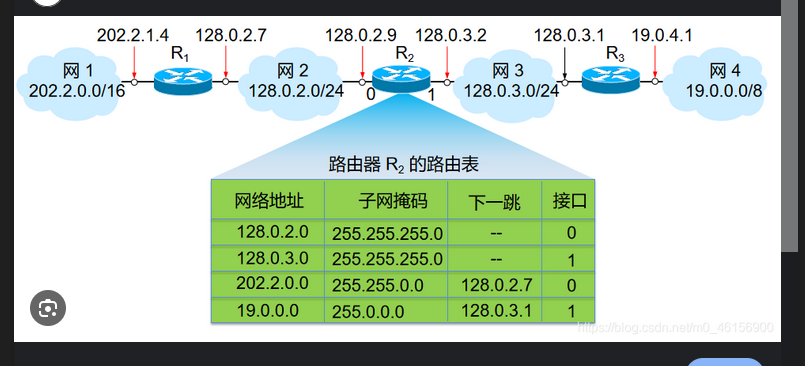 202.2.1.4 128.0.2.7 128.0.2.9 128.0.3.2 128.0.3.1 19.0.4.1
R1 R2 R3
网 1 网 2 网 3 网 4
202.2.0.0/16 128.0.2.0/24 0 1 128.0.3.0/24 19.0.0.0/8
路由器 R2 的路由表
网络地址 子网掩码 下一跳 接口
128.0.2.0 255.255.255.0 -- 0
128.0.3.0 255.255.255.0 -- 1
202.2.0.0 255.255.0.0 128.0.2.7 0
19.0.0.0 255.0.0.0 128.0.3.1 1
https://blog.csdn.net/m0_46156900